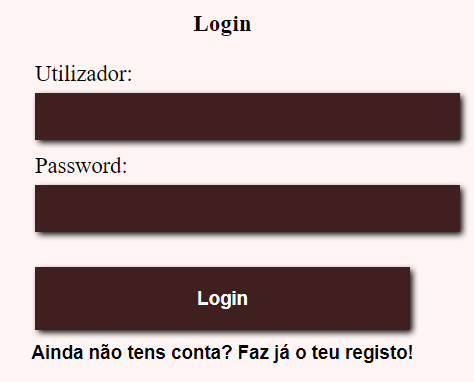 Login
Utilizador:
Password:
Login
Ainda não tens conta? Faz já o teu registo!